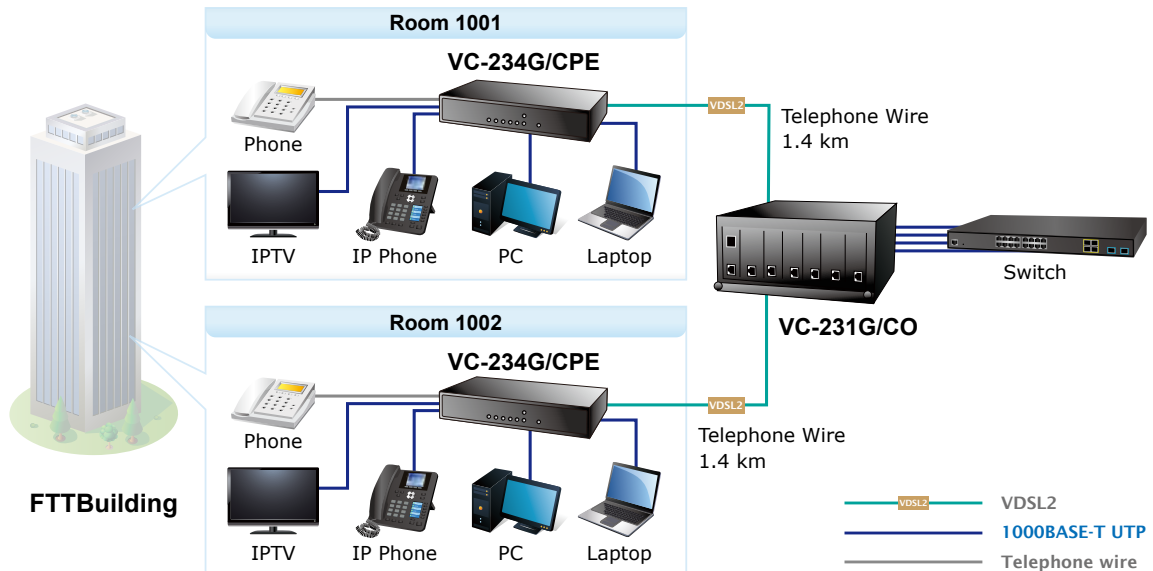 Room 1001
VC-234G/CPE
VDSL2
Telephone Wire
1.4 km
Phone
IPTV
IP Phone
PC
Laptop
Switch
VC-231G/CO
Room 1002
VC-234G/CPE
VDSL2
Telephone Wire
1.4 km
Phone
IPTV
IP Phone
PC
Laptop
FTTBuilding
VDSL2
VDSL2
1000BASE-T UTP
Telephone wire